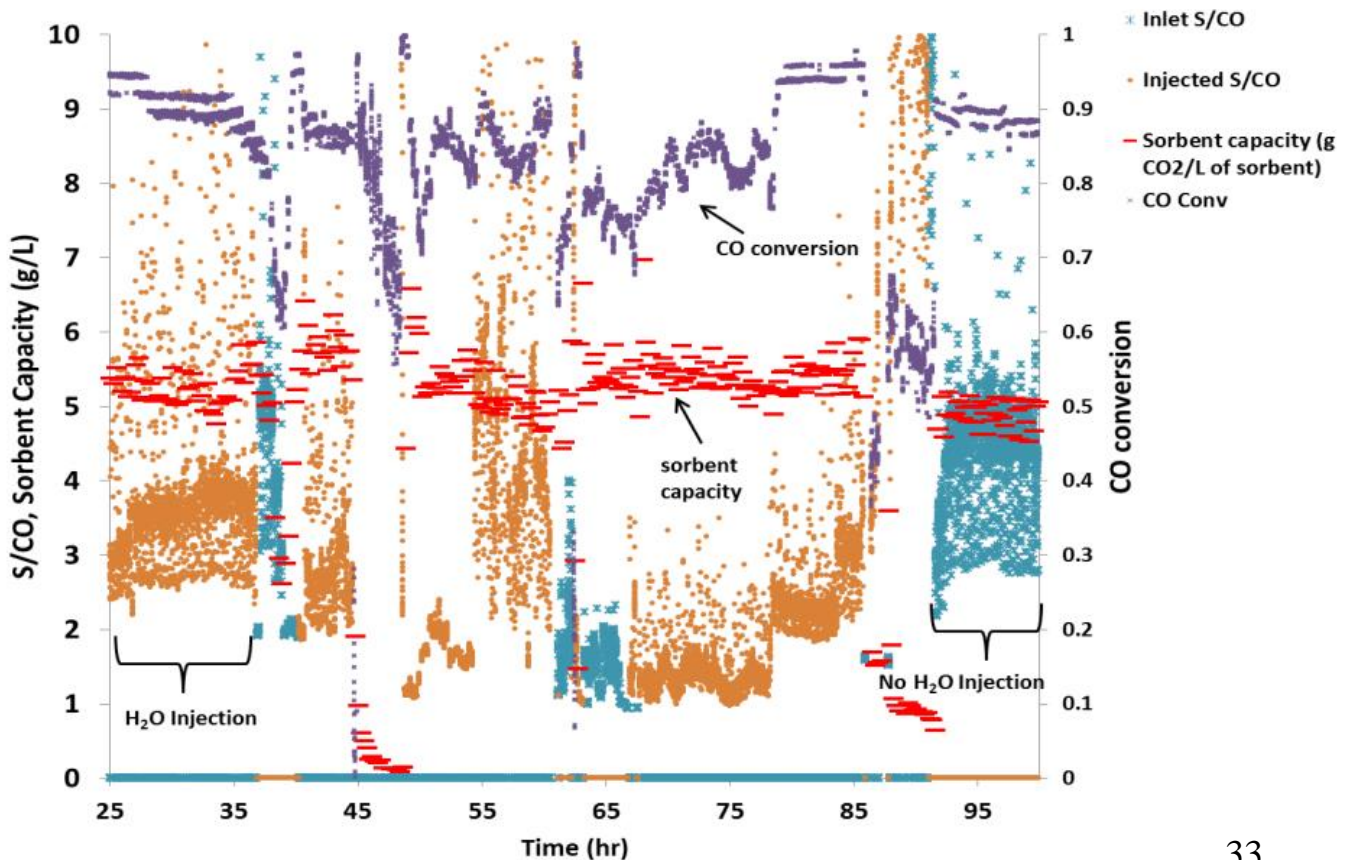 S/CO, Sorbent Capacity (g/L)
10
9
8
7
6
5
4
3
2
1
0
25
35
45
55
65
75
85
95
Time (hr)
1
0.9
0.8
0.7
0.6
0.5
0.4
0.3
0.2
0.1
0
CO conversion
CO conversion
sorbent
capacity
H₂O Injection
No H₂O Injection
Inlet S/CO
Injected S/CO
Sorbent capacity (g
CO2/L of sorbent)
CO Conv
33